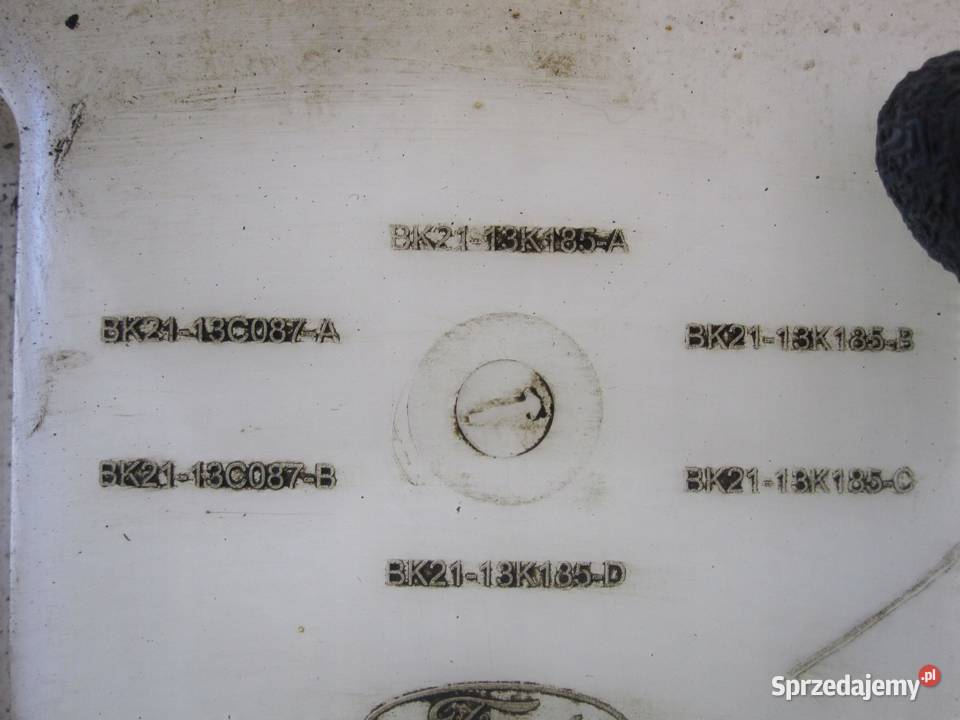 BK21-13K185-A
BK21-13C087-A
BK21-13K185-B
BK21-13C087-B
BK21-13K185-C
BK21-13K185-D
Sprzedajemy.pl